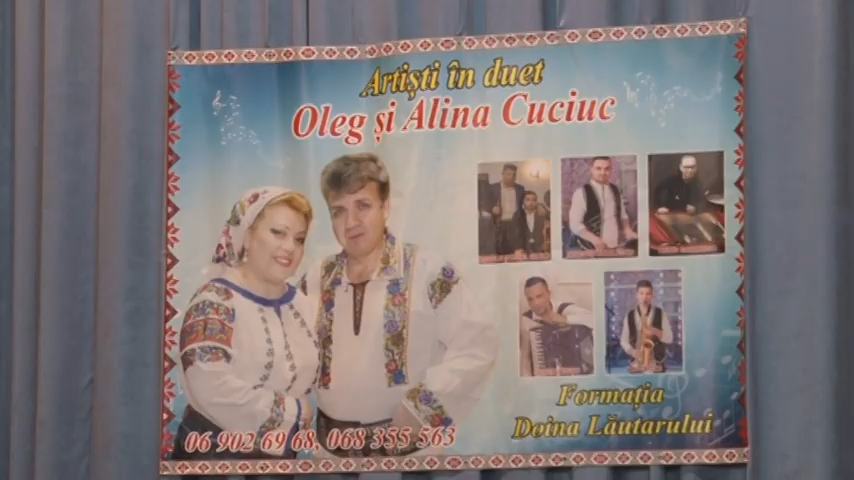 Artiști în duet
Oleg și Alina Cuciuc
Formația
Doina Lăutarului
06 902 69 68, 068 355 563